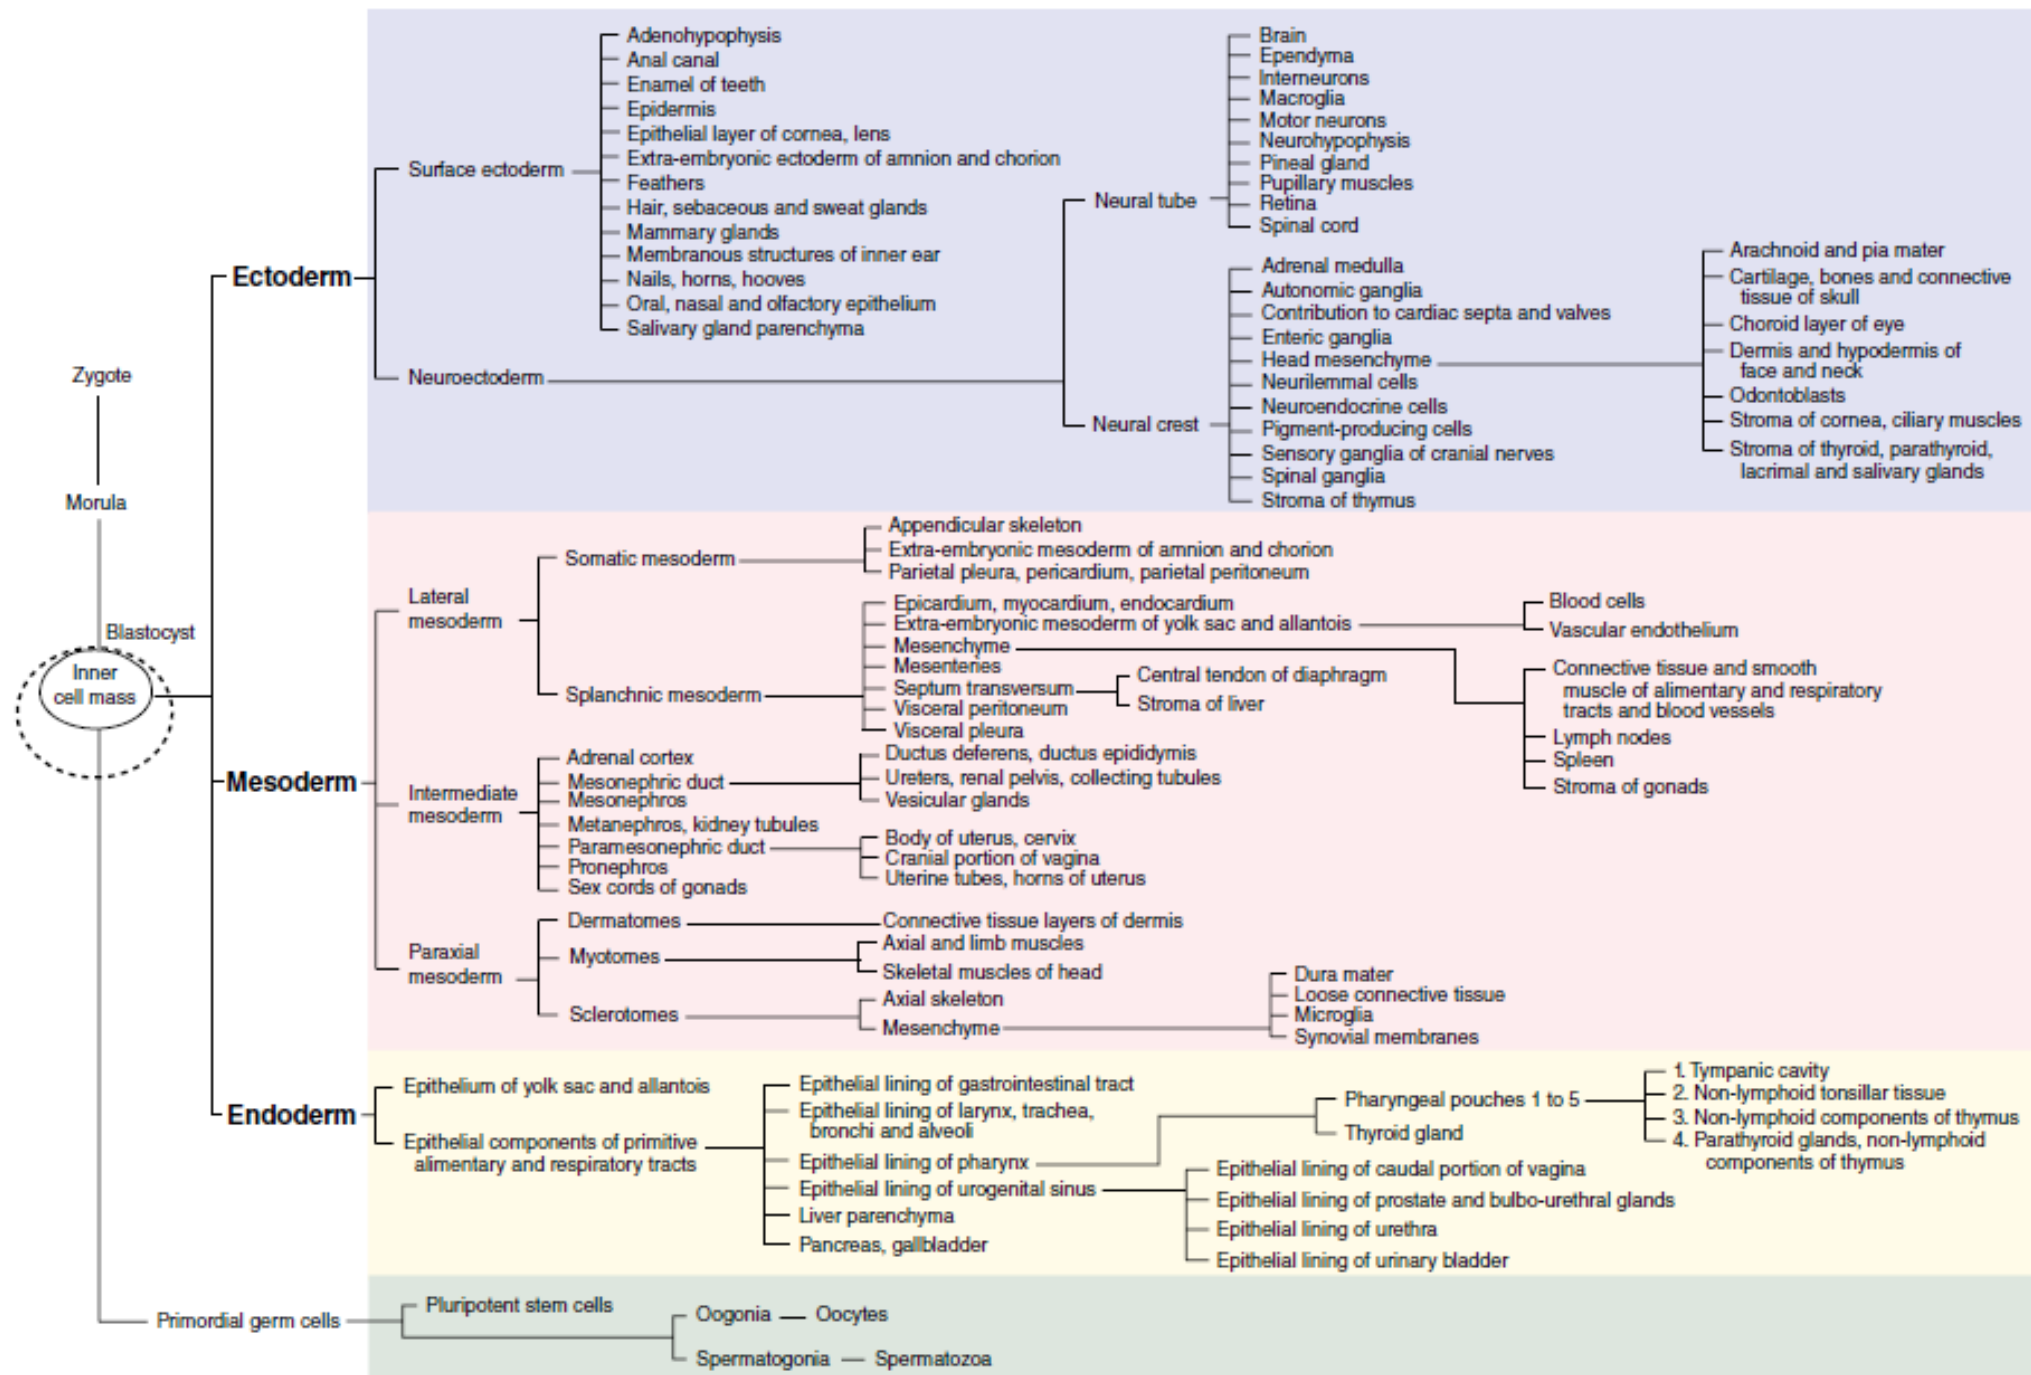 Zygote
Morula
Blastocyst
Inner
cell mass
Ectoderm
Surface ectoderm
Adenohypophysis
Anal canal
Enamel of teeth
Epidermis
Epithelial layer of cornea, lens
Extra-embryonic ectoderm of amnion and chorion
Feathers
Hair, sebaceous and sweat glands
Mammary glands
Membranous structures of inner ear
Nails, horns, hooves
Oral, nasal and olfactory epithelium
Salivary gland parenchyma
Neuroectoderm
Neural tube
Brain
Ependyma
Interneurons
Macroglia
Motor neurons
Neurohypophysis
Pineal gland
Pupillary muscles
Retina
Spinal cord
Neural crest
Adrenal medulla
Autonomic ganglia
Contribution to cardiac septa and valves
Enteric ganglia
Head mesenchyme
Neurilemmal cells
Neuroendocrine cells
Pigment-producing cells
Sensory ganglia of cranial nerves
Spinal ganglia
Stroma of thymus
Arachnoid and pia mater
Cartilage, bones and connective
tissue of skull
Choroid layer of eye
Dermis and hypodermis of
face and neck
Odontoblasts
Stroma of cornea, ciliary muscles
Stroma of thyroid, parathyroid,
lacrimal and salivary glands
Mesoderm
Lateral
mesoderm
Somatic mesoderm
Appendicular skeleton
Extra-embryonic mesoderm of amnion and chorion
Parietal pleura, pericardium, parietal peritoneum
Splanchnic mesoderm
Epicardium, myocardium, endocardium
Extra-embryonic mesoderm of yolk sac and allantois
Mesenchyme
Mesenteries
Septum transversum
Visceral peritoneum
Visceral pleura
Blood cells
Vascular endothelium
Central tendon of diaphragm
Stroma of liver
Connective tissue and smooth
muscle of alimentary and respiratory
tracts and blood vessels
Lymph nodes
Spleen
Stroma of gonads
Intermediate
mesoderm
Adrenal cortex
Mesonephric duct
Mesonephros
Metanephros, kidney tubules
Paramesonephric duct
Pronephros
Sex cords of gonads
Ductus deferens, ductus epididymis
Ureters, renal pelvis, collecting tubules
Vesicular glands
Body of uterus, cervix
Cranial portion of vagina
Uterine tubes, horns of uterus
Paraxial
mesoderm
Dermatomes
Connective tissue layers of dermis
Myotomes
Axial and limb muscles
Skeletal muscles of head
Sclerotomes
Axial skeleton
Mesenchyme
Dura mater
Loose connective tissue
Microglia
Synovial membranes
Endoderm
Epithelium of yolk sac and allantois
Epithelial components of primitive
alimentary and respiratory tracts
Epithelial lining of gastrointestinal tract
Epithelial lining of larynx, trachea,
bronchi and alveoli
Epithelial lining of pharynx
Epithelial lining of urogenital sinus
Liver parenchyma
Pancreas, gallbladder
Pharyngeal pouches 1 to 5
Thyroid gland
1. Tympanic cavity
2. Non-lymphoid tonsillar tissue
3. Non-lymphoid components of thymus
4. Parathyroid glands, non-lymphoid
components of thymus
Epithelial lining of caudal portion of vagina
Epithelial lining of prostate and bulbo-urethral glands
Epithelial lining of urethra
Epithelial lining of urinary bladder
Primordial germ cells
Pluripotent stem cells
Oogonia
Oocytes
Spermatogonia
Spermatozoa